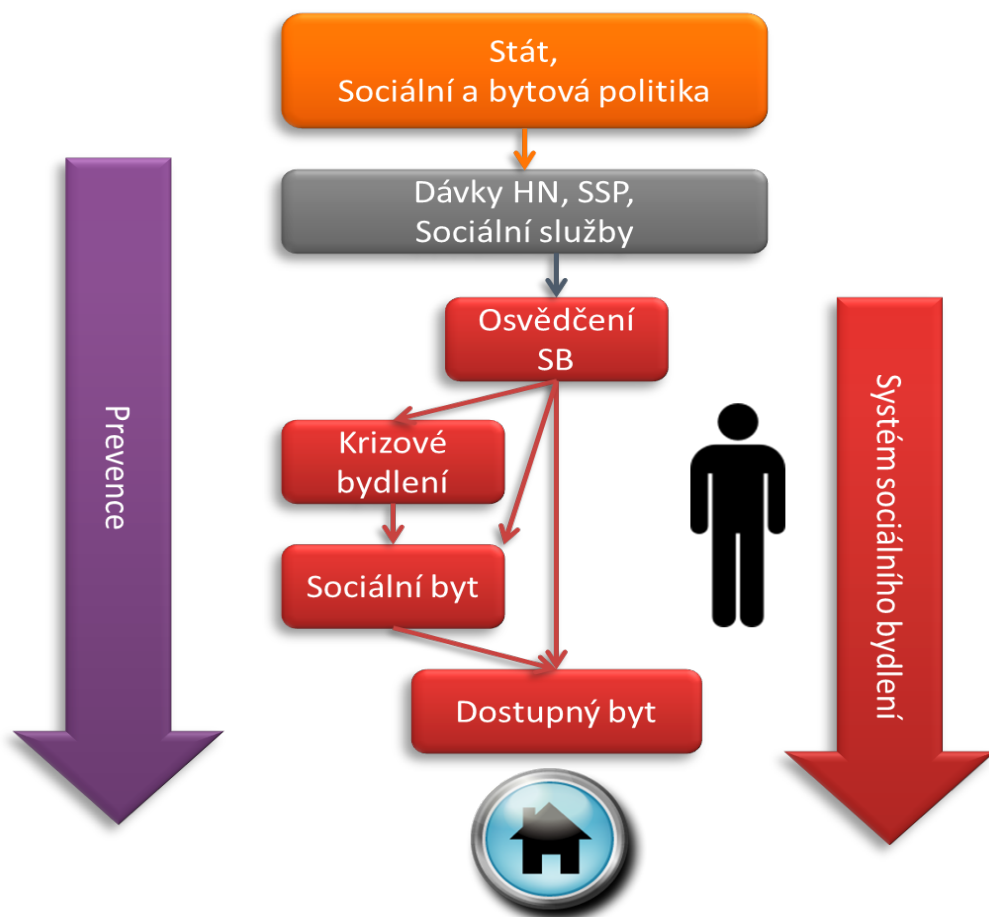 Stát,
Sociální a bytová politika
Dávky HN, SSP,
Sociální služby
Osvědčení
SB
Krizové
bydlení
Sociální byt
Dostupný byt
Prevence
Systém sociálního bydlení